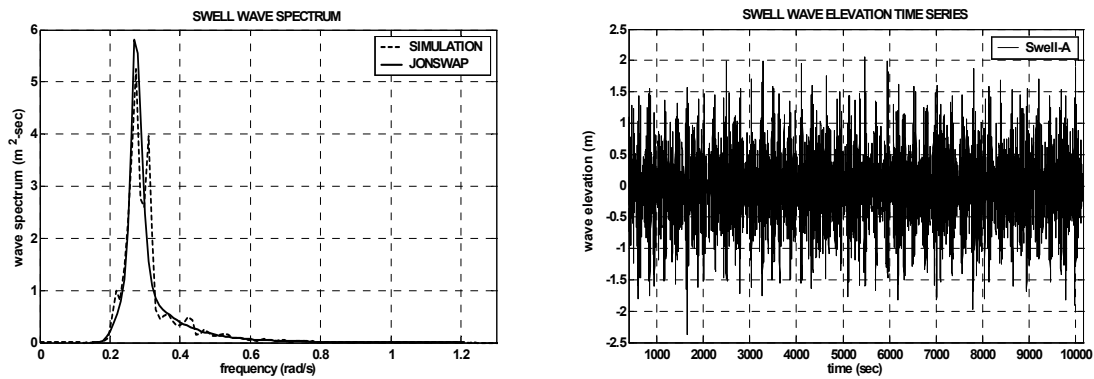 SWELL WAVE SPECTRUM
6
5
4
3
2
1
0
wave spectrum (m 2-sec)
SIMULATION
JONSWAP
0 0.2 0.4 0.6 0.8 1 1.2
frequency (rad/s)
SWELL WAVE ELEVATION TIME SERIES
2.5
2
1.5
1
0.5
0
-0.5
-1
-1.5
-2
-2.5
wave elevation (m)
Swell-A
1000 2000 3000 4000 5000 6000 7000 8000 9000 10000
time (sec)